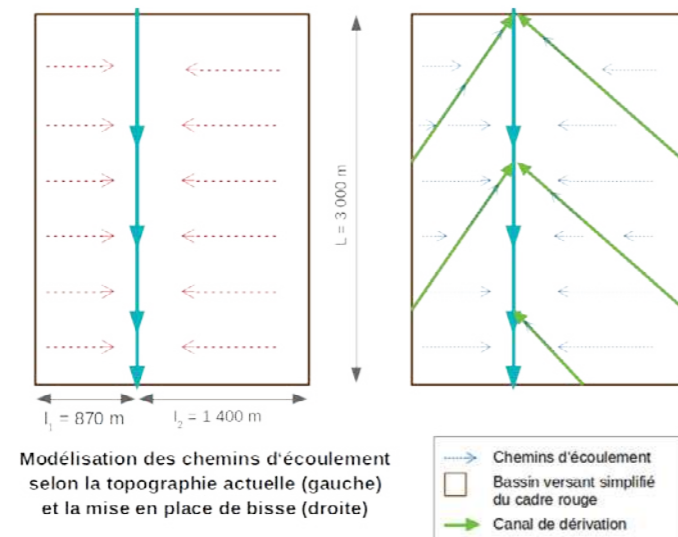 L = 3 000 m
l₁ = 870 m
l₂ = 1 400 m
Modélisation des chemins d'écoulement
selon la topographie actuelle (gauche)
et la mise en place de bisse (droite)
Chemins d'écoulement
Bassin versant simplifié
du cadre rouge
Canal de dérivation